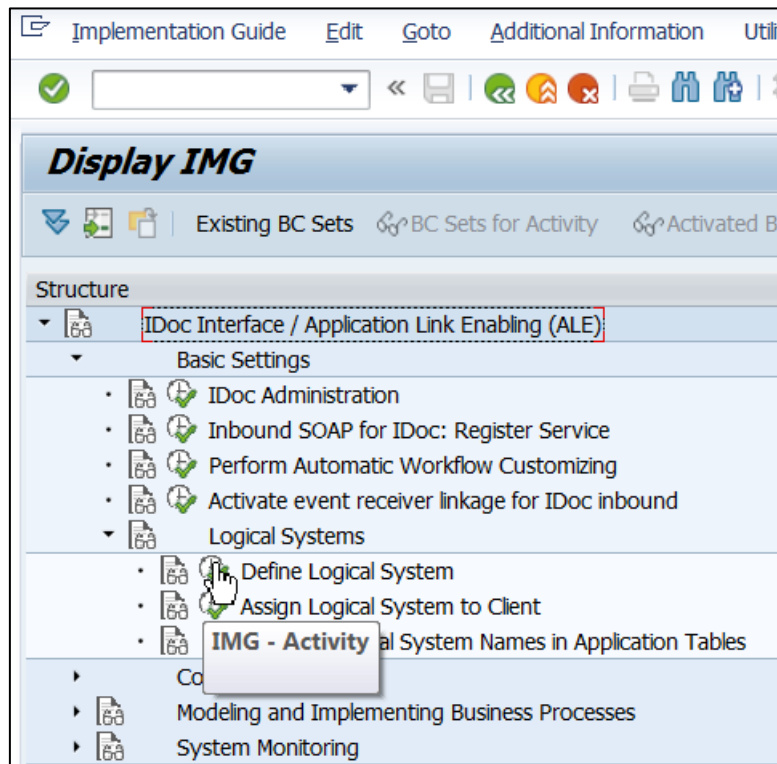 Implementation Guide Edit Goto Additional Information Utili
Display IMG
Existing BC Sets BC Sets for Activity Activated B
Structure
IDoc Interface / Application Link Enabling (ALE)
Basic Settings
IDoc Administration
Inbound SOAP for IDoc: Register Service
Perform Automatic Workflow Customizing
Activate event receiver linkage for IDoc inbound
Logical Systems
Define Logical System
Assign Logical System to Client
IMG - Activity al System Names in Application Tables
Co
Modeling and Implementing Business Processes
System Monitoring